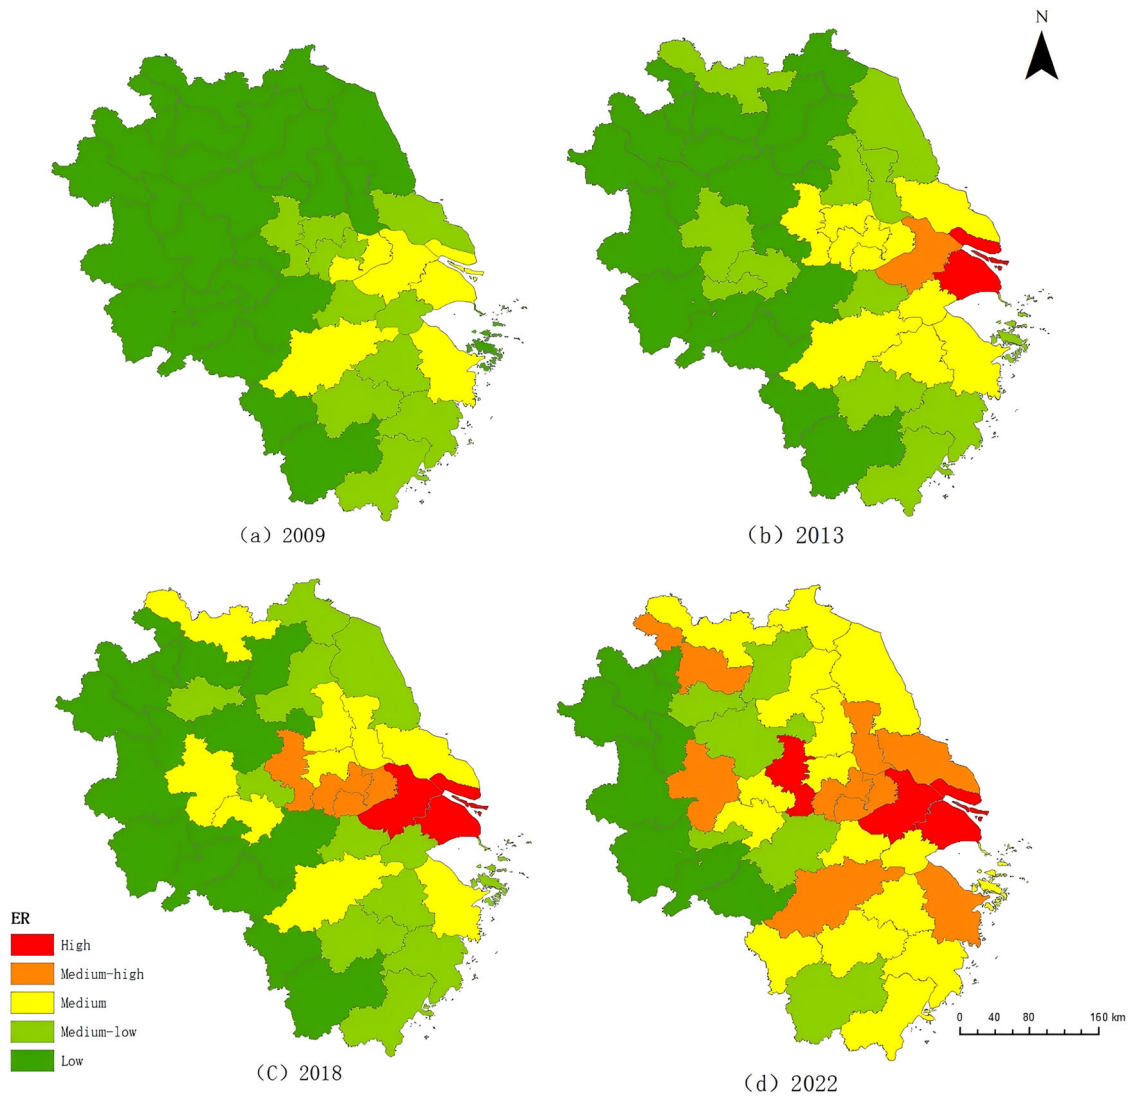 N
（a）2009
（b）2013
ER
High
Medium-high
Medium
Medium-low
Low
0 40 80 160 km
（C）2018
（d）2022